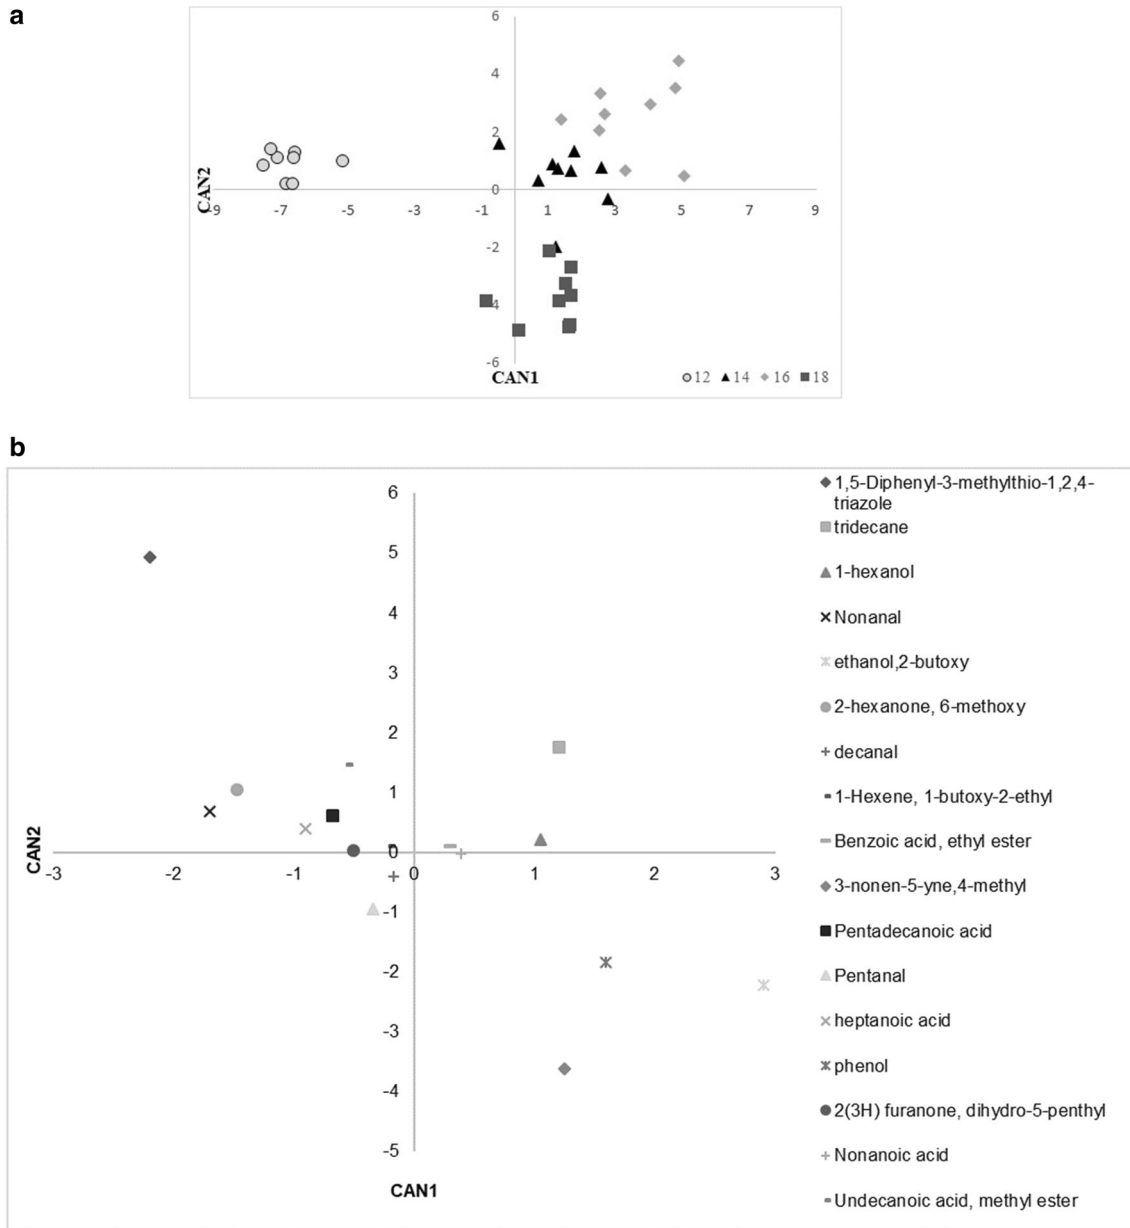 a
6
4
2
0
-2
4
-6
CAN2
-9 -7 -5 -3 -1 1 3 5 7 9
CAN1
12 14 16 18
b
6
5
4
3
2
1
0
-1
-2
-3
-4
-5
CAN2
-3 -2 -1 0 1 2 3
CAN1
1,5-Diphenyl-3-methylthio-1,2,4-
triazole
tridecane
1-hexanol
Nonanal
ethanol,2-butoxy
2-hexanone, 6-methoxy
decanal
1-Hexene, 1-butoxy-2-ethyl
Benzoic acid, ethyl ester
3-nonen-5-yne,4-methyl
Pentadecanoic acid
Pentanal
heptanoic acid
phenol
2(3H) furanone, dihydro-5-penthyl
Nonanoic acid
Undecanoic acid, methyl ester